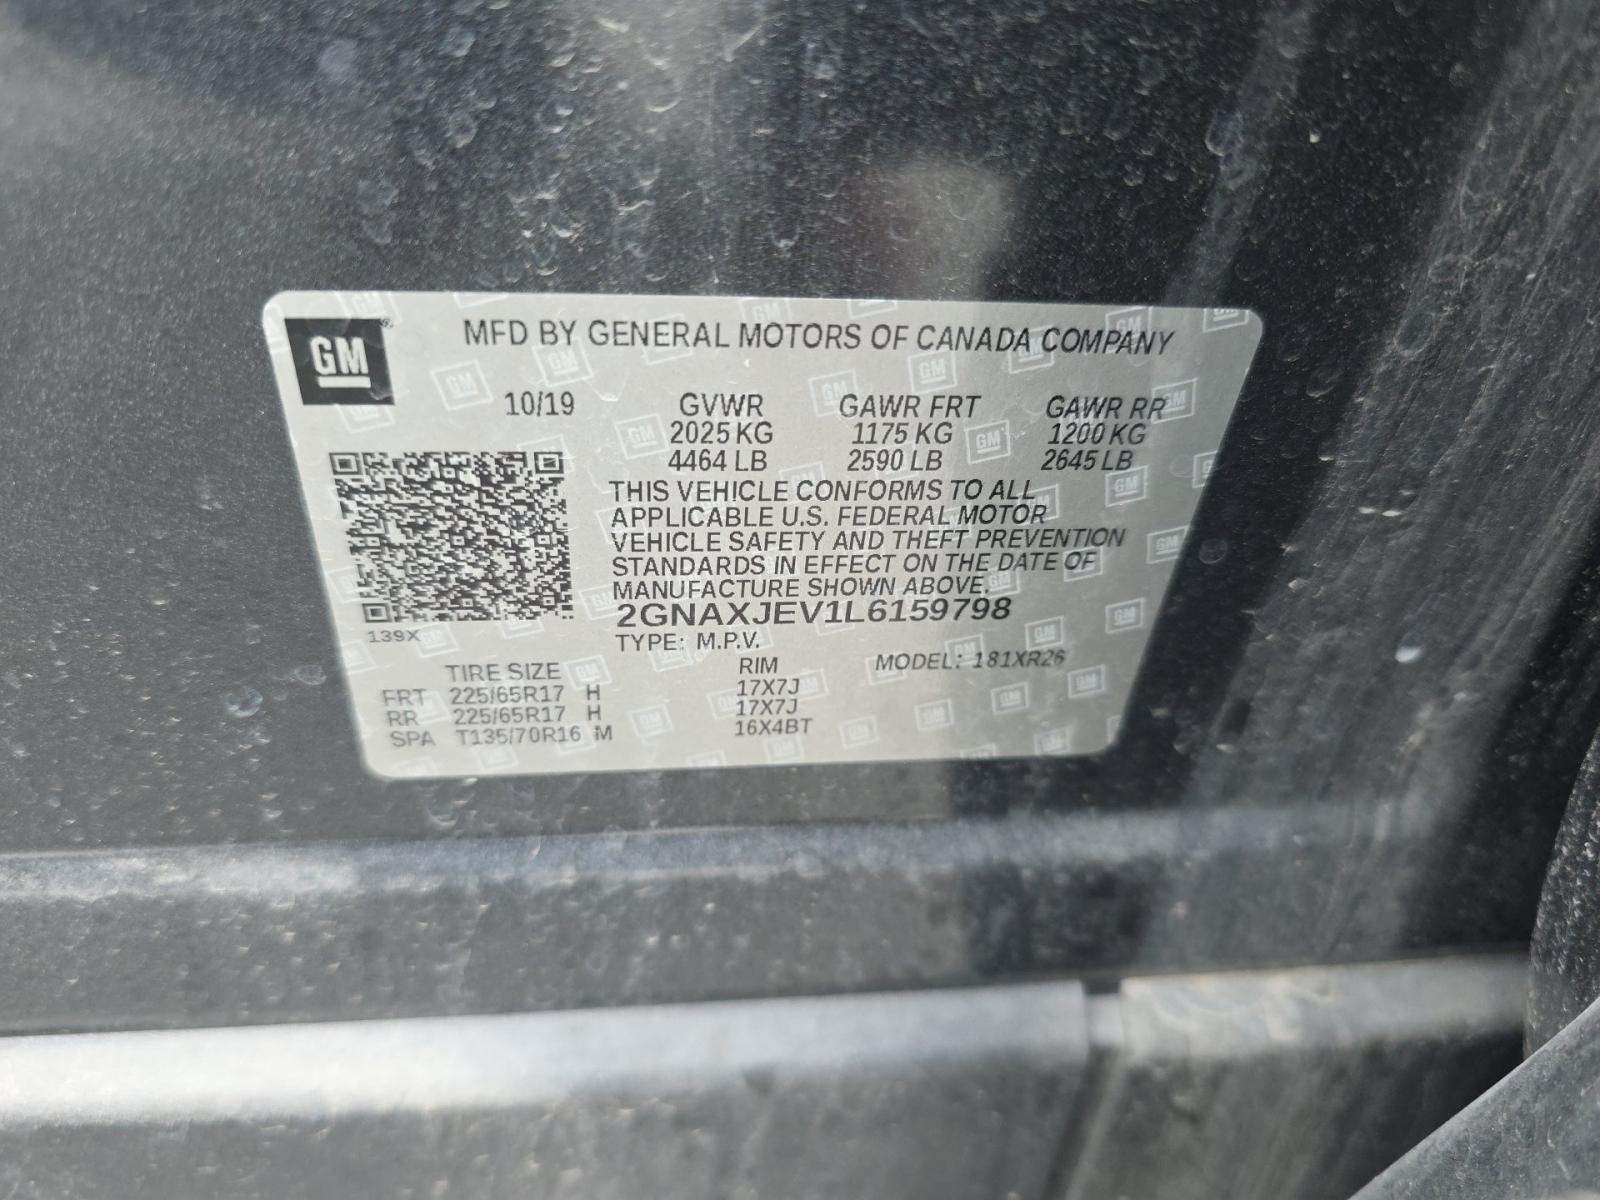 GM
MFD BY GENERAL MOTORS OF CANADA COMPANY
10/19 GVWR GAWR FRT GAWR RR
2025 KG 1175 KG 1200 KG
4464 LB 2590 LB 2645 LB
THIS VEHICLE CONFORMS TO ALL
APPLICABLE U.S. FEDERAL MOTOR
VEHICLE SAFETY AND THEFT PREVENTION
STANDARDS IN EFFECT ON THE DATE OF
MANUFACTURE SHOWN ABOVE.
2GNAXJEV1L6159798
139X
TYPE: M.P.V.
TIRE SIZE RIM MODEL: 181XR26
FRT 225/65R17 H 17X7J
RR 225/65R17 H 17X7J
SPA T135/70R16 M 16X4BT